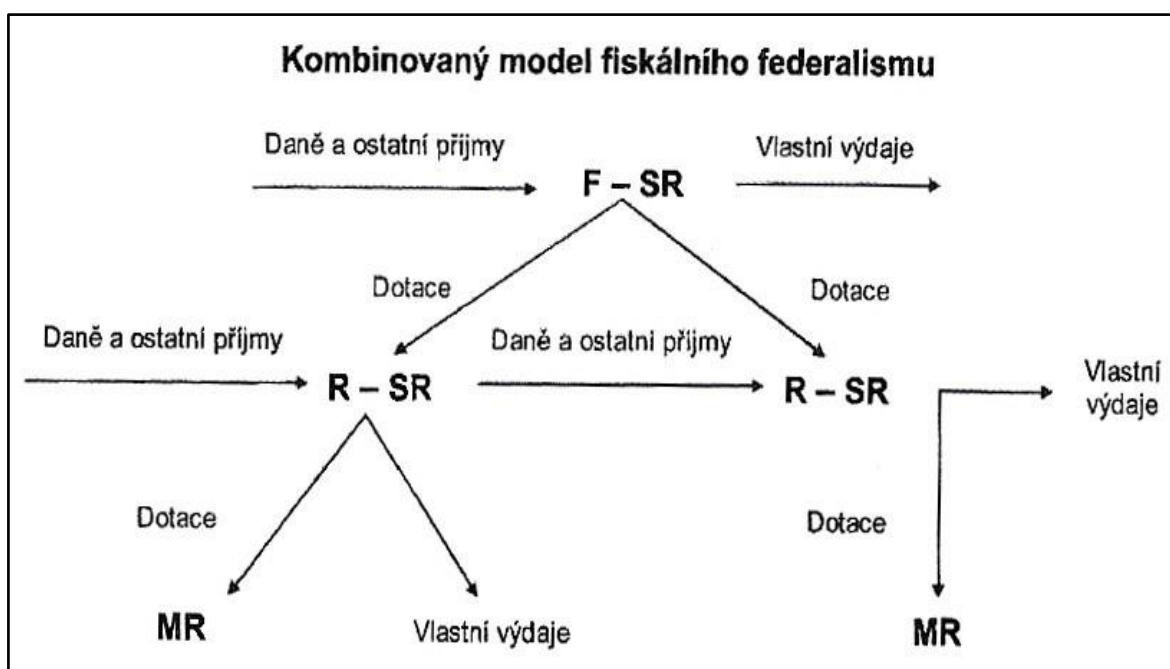 Kombinovaný model fiskálního federalismu
Daně a ostatní příjmy
Vlastní výdaje
F – SR
Dotace
Dotace
Daně a ostatní příjmy
Daně a ostatní příjmy
R – SR
R – SR
Vlastní
výdaje
Dotace
Dotace
MR
Vlastní výdaje
MR